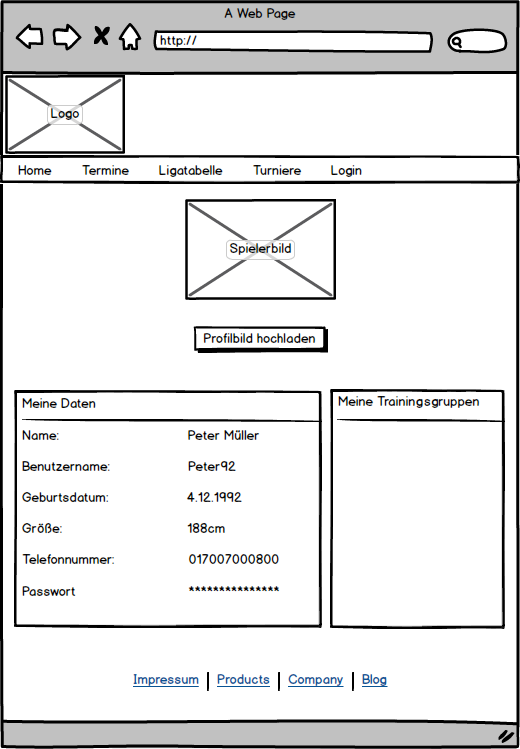 A Web Page
http://
Logo
Home Termine Ligatabelle Turniere Login
Spielerbild
Profilbild hochladen
Meine Daten
Name: Peter Müller
Benutzername: Peter92
Geburtsdatum: 4.12.1992
Größe: 188cm
Telefonnummer: 017007000800
Passwort ***************
Meine Trainingsgruppen
Impressum | Products | Company | Blog